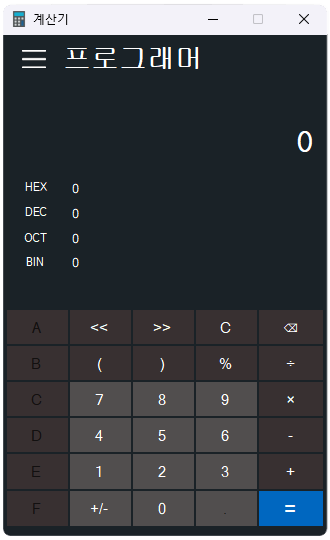 계산기
프로그래머
0
HEX 0
DEC 0
OCT 0
BIN 0
A << >> C ⌫
B ( ) % ÷
C 7 8 9 ×
D 4 5 6 -
E 1 2 3 +
F +/- 0 . =